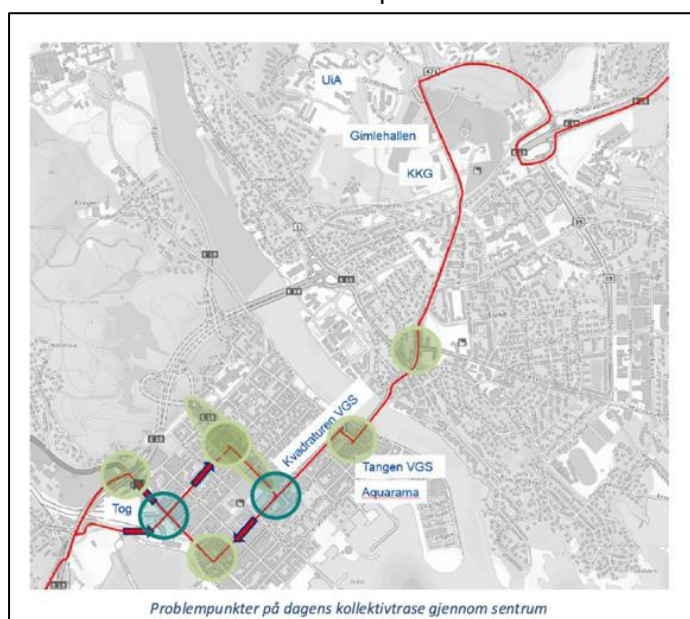 UiA
Gimlehallen
KKG
Kvadraturen VGS
Tangen VGS
Aquarama
Tog
Problempunkter på dagens kollektivtrase gjennom sentrum